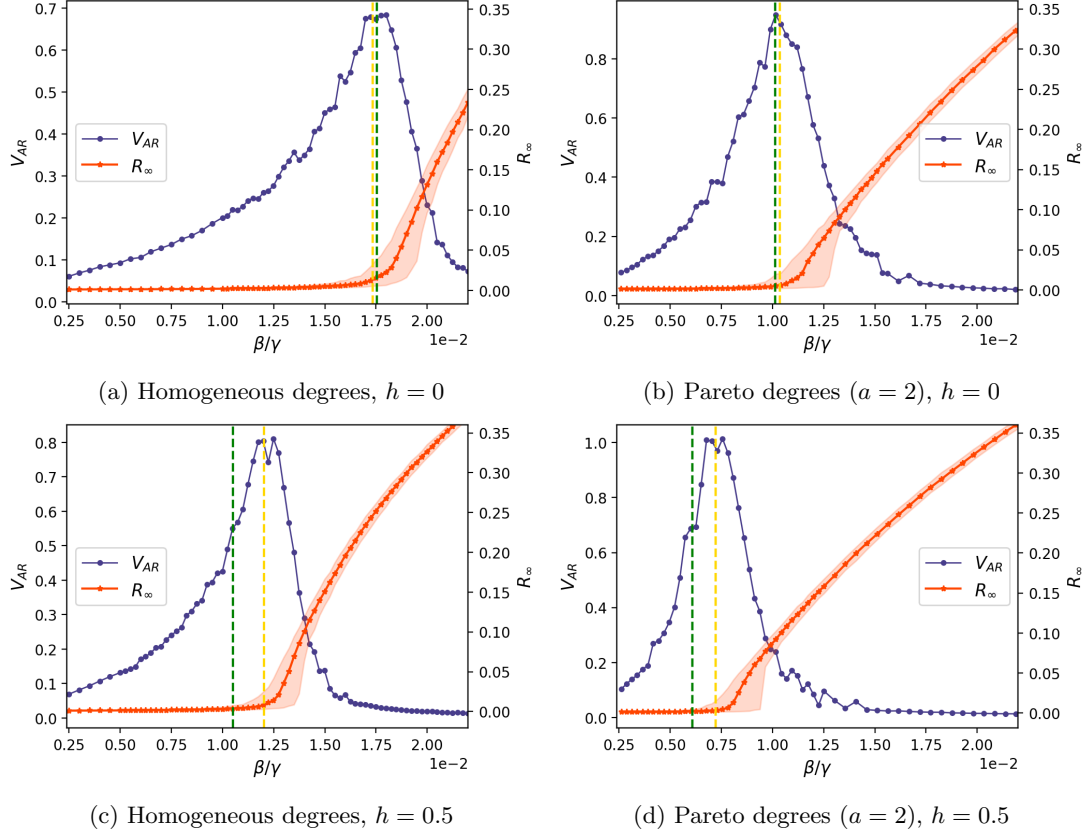 0.7
0.6
0.5
0.4
0.3
0.2
0.1
0.0
V_AR
V_AR
R_∞
0.35
0.30
0.25
0.20
0.15
0.10
0.05
0.00
R_∞
0.25 0.50 0.75 1.00 1.25 1.50 1.75 2.00
1e−2
β/γ
(a) Homogeneous degrees, h = 0
0.8
0.6
0.4
0.2
0.0
V_AR
V_AR
R_∞
0.35
0.30
0.25
0.20
0.15
0.10
0.05
0.00
R_∞
0.25 0.50 0.75 1.00 1.25 1.50 1.75 2.00
1e−2
β/γ
(b) Pareto degrees (a = 2), h = 0
0.8
0.7
0.6
0.5
0.4
0.3
0.2
0.1
0.0
V_AR
V_AR
R_∞
0.35
0.30
0.25
0.20
0.15
0.10
0.05
0.00
R_∞
0.25 0.50 0.75 1.00 1.25 1.50 1.75 2.00
1e−2
β/γ
(c) Homogeneous degrees, h = 0.5
1.0
0.8
0.6
0.4
0.2
0.0
V_AR
V_AR
R_∞
0.35
0.30
0.25
0.20
0.15
0.10
0.05
0.00
R_∞
0.25 0.50 0.75 1.00 1.25 1.50 1.75 2.00
1e−2
β/γ
(d) Pareto degrees (a = 2), h = 0.5